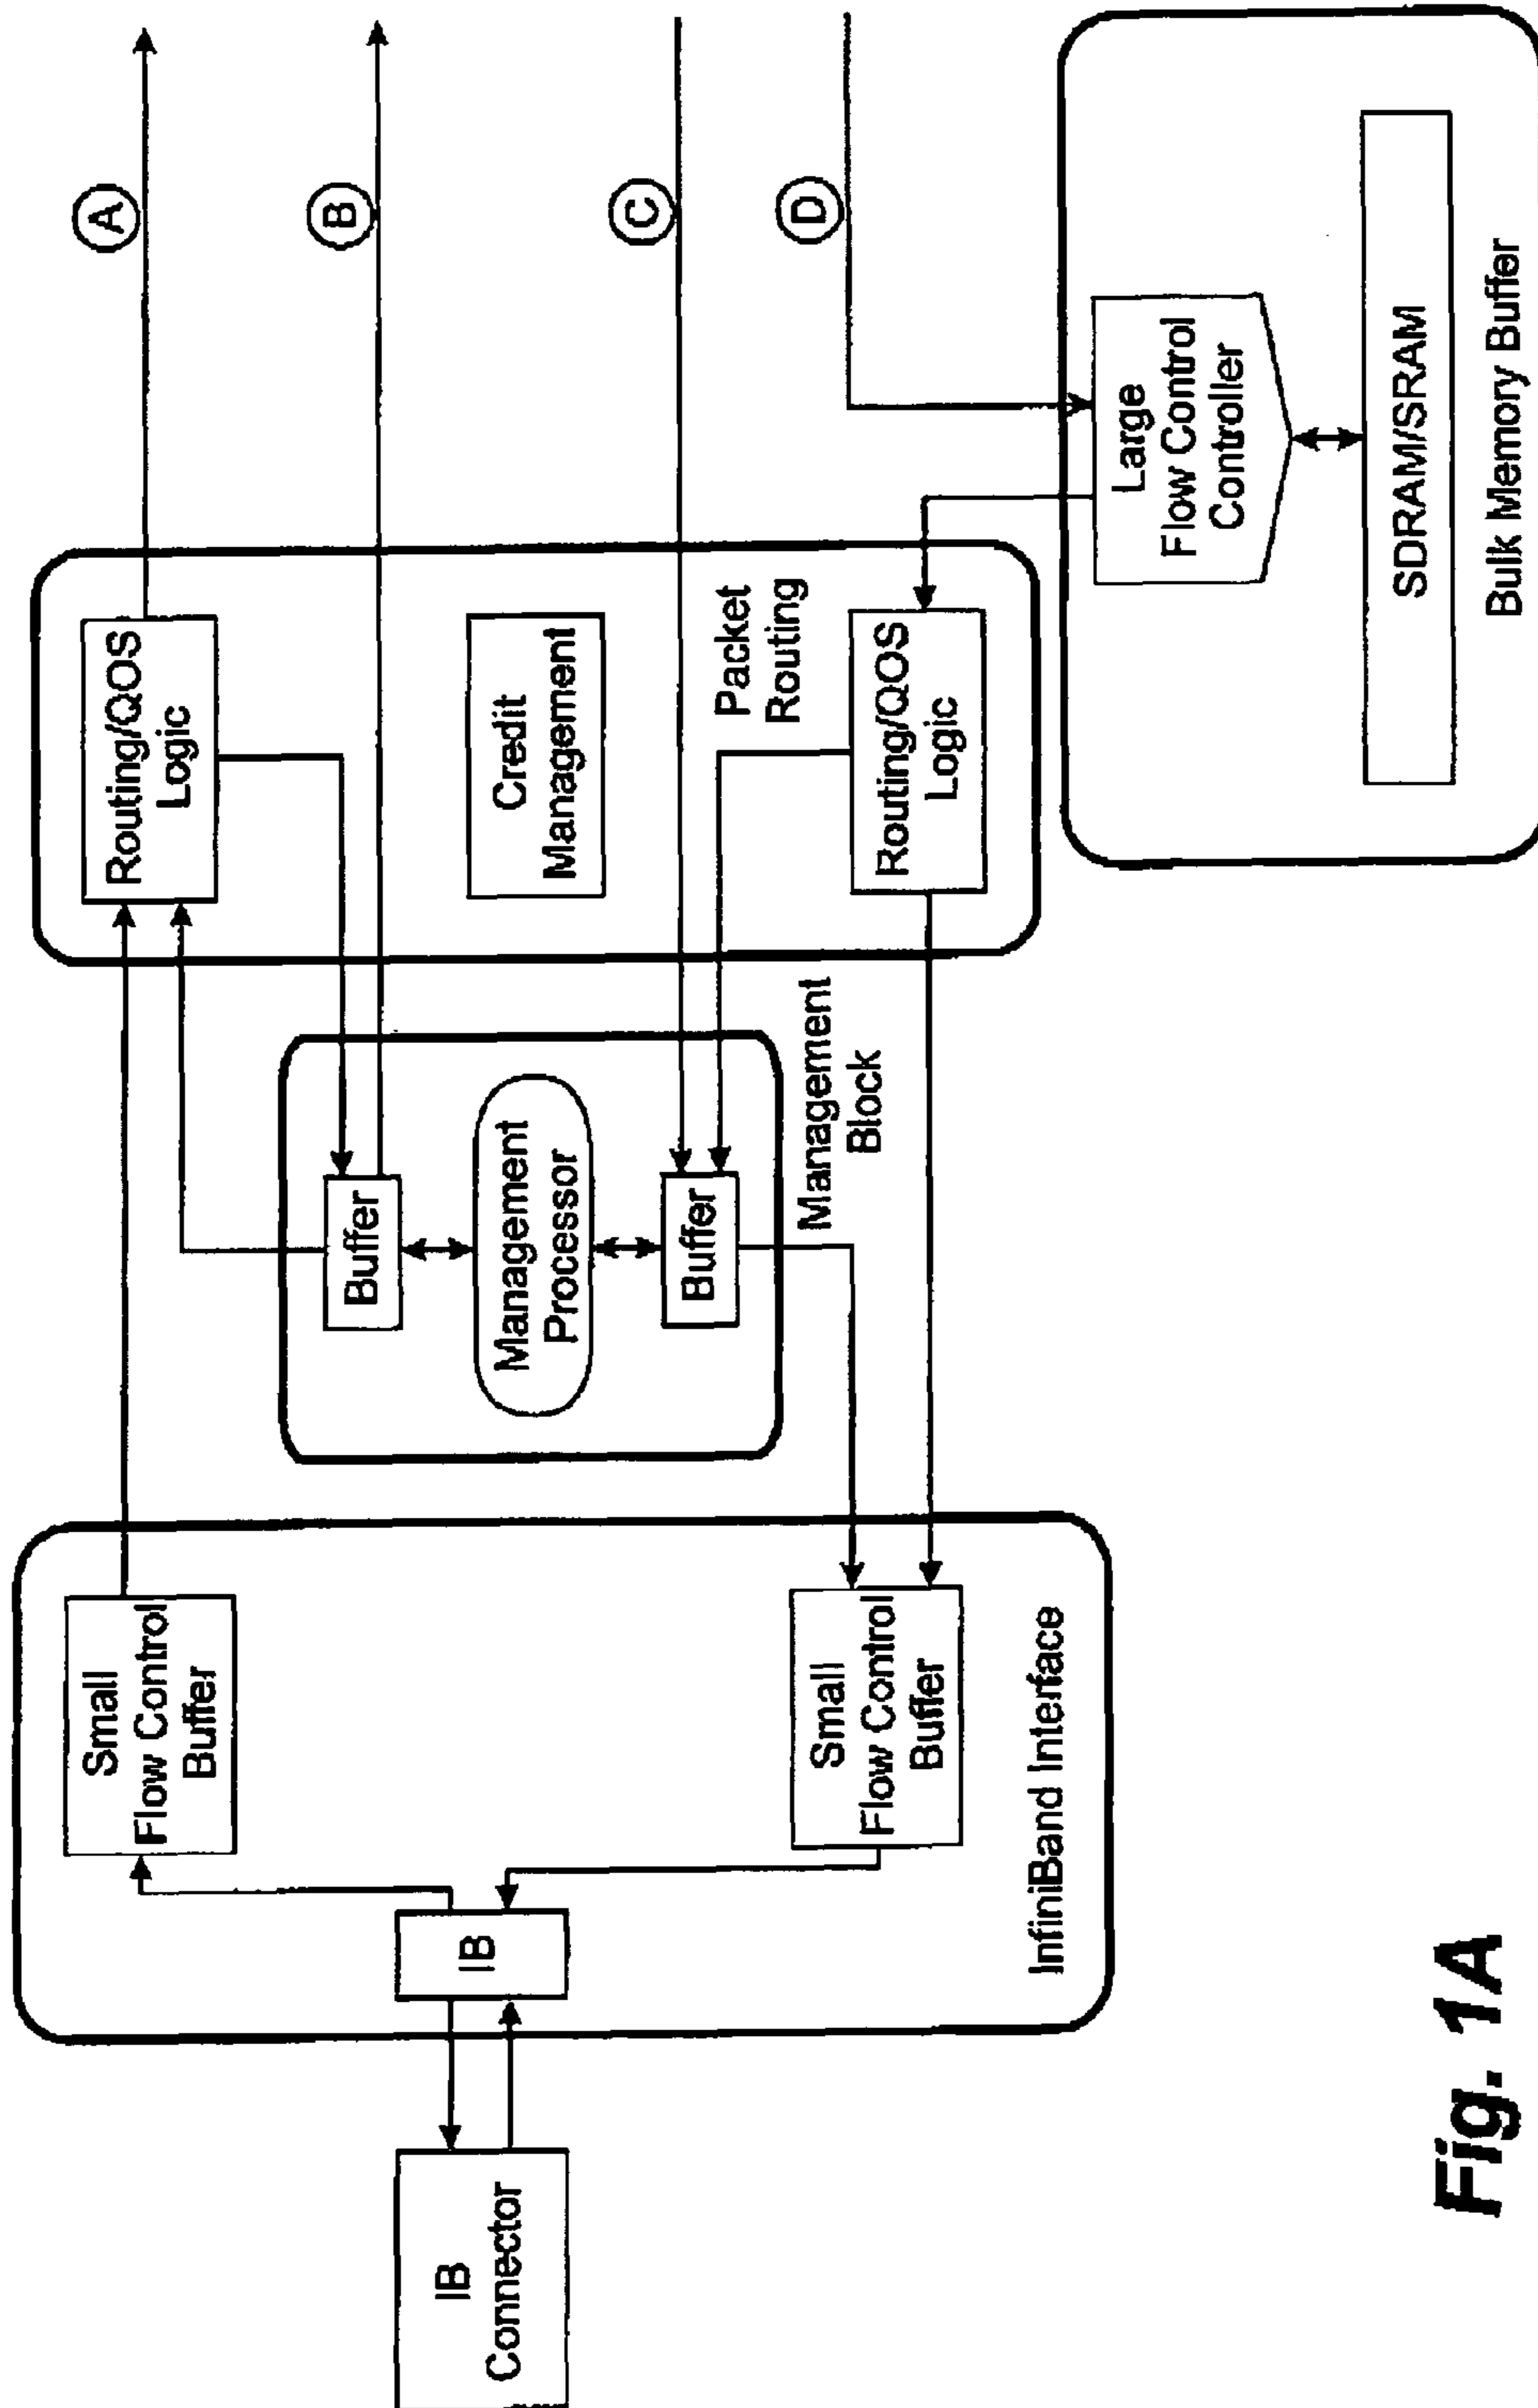 IB
Connector
IB
Small
Flow Control
Buffer
Small
Flow Control
Buffer
InfiniBand Interface
Buffer
Management
Processor
Buffer
Management
Block
Routing/QOS
Logic
Credit
Management
Packet
Routing
Routing/QOS
Logic
A
B
C
D
Large
Flow Control
Controller
SDRAM/SRAM
Bulk Memory Buffer
Fig. 1A